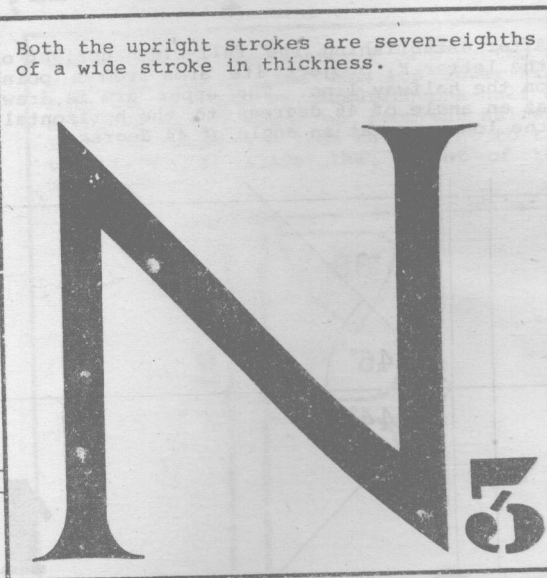 Both the upright strokes are seven-eighths
of a wide stroke in thickness.
N
5